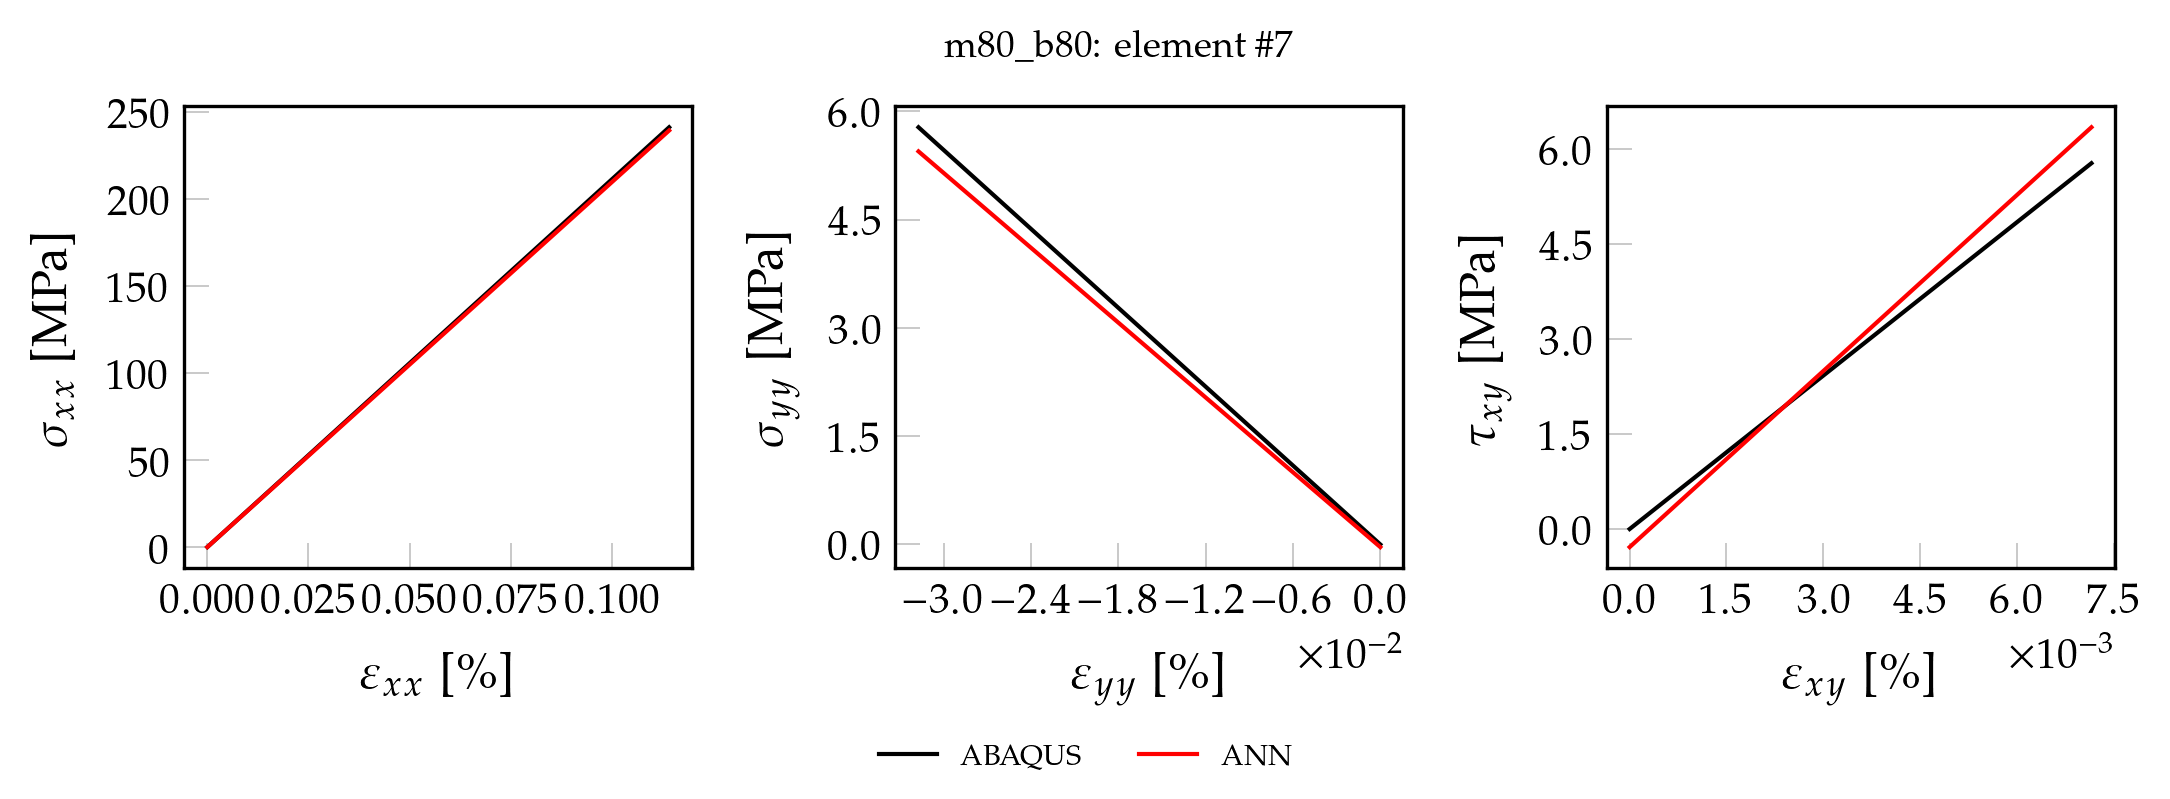 m80_b80: element #7
250
200
150
100
50
0
σxx [MPa]
0.000 0.025 0.050 0.075 0.100
εxx [%]
6.0
4.5
3.0
1.5
0.0
σyy [MPa]
−3.0 −2.4 −1.8 −1.2 −0.6 0.0
×10−2
εyy [%]
6.0
4.5
3.0
1.5
0.0
τxy [MPa]
0.0 1.5 3.0 4.5 6.0 7.5
×10−3
εxy [%]
ABAQUS ANN